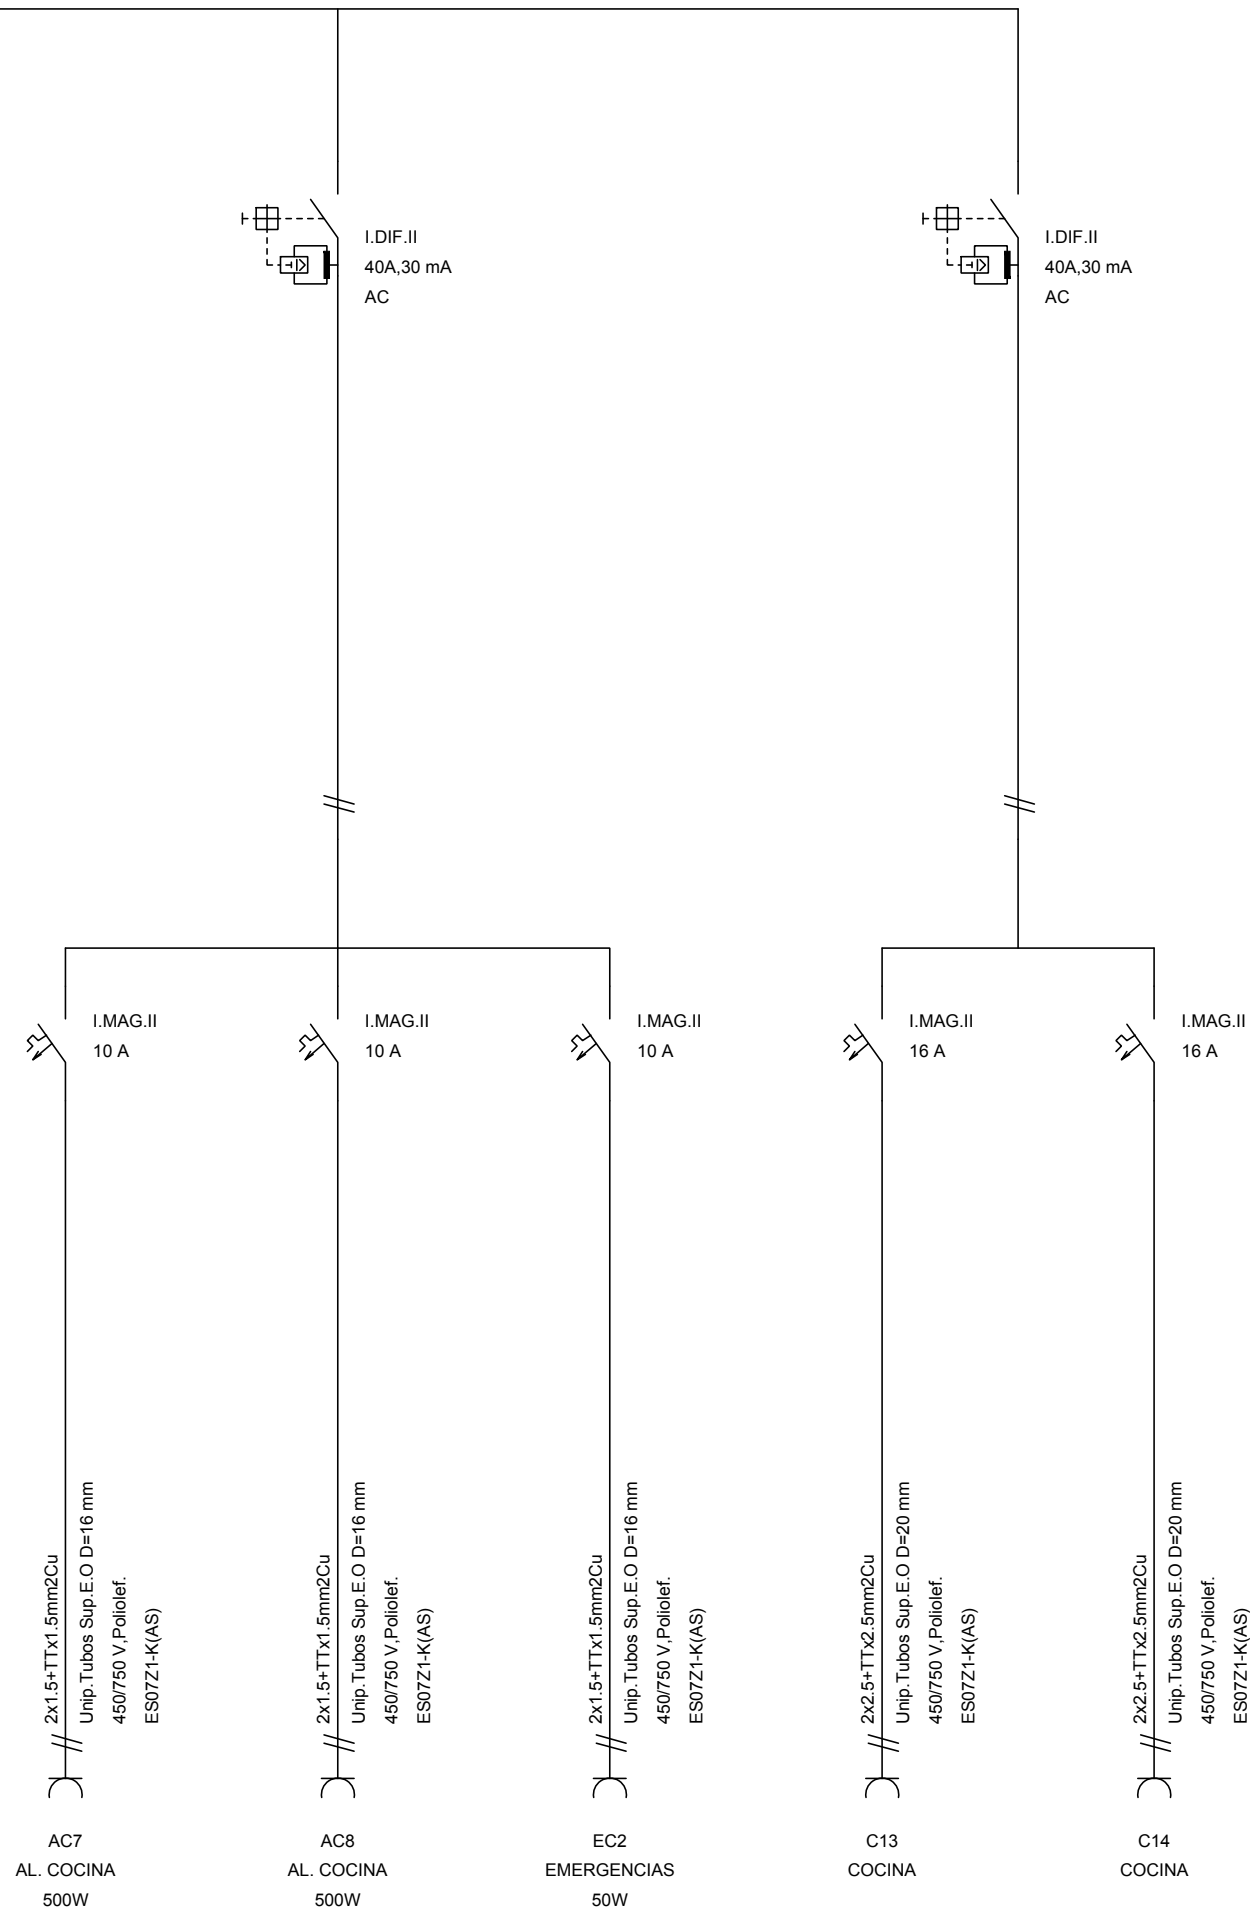 I.DIF.II
40A,30 mA
AC
I.DIF.II
40A,30 mA
AC
I.MAG.II
10 A
I.MAG.II
10 A
I.MAG.II
10 A
I.MAG.II
16 A
I.MAG.II
16 A
2x1.5+TTx1.5mm2Cu
Unip.Tubos Sup.E.O D=16 mm
450/750 V,Poliolef.
ES07Z1-K(AS)
2x1.5+TTx1.5mm2Cu
Unip.Tubos Sup.E.O D=16 mm
450/750 V,Poliolef.
ES07Z1-K(AS)
2x1.5+TTx1.5mm2Cu
Unip.Tubos Sup.E.O D=16 mm
450/750 V,Poliolef.
ES07Z1-K(AS)
2x2.5+TTx2.5mm2Cu
Unip.Tubos Sup.E.O D=20 mm
450/750 V,Poliolef.
ES07Z1-K(AS)
2x2.5+TTx2.5mm2Cu
Unip.Tubos Sup.E.O D=20 mm
450/750 V,Poliolef.
ES07Z1-K(AS)
AC7
AL. COCINA
500W
AC8
AL. COCINA
500W
EC2
EMERGENCIAS
50W
C13
COCINA
C14
COCINA